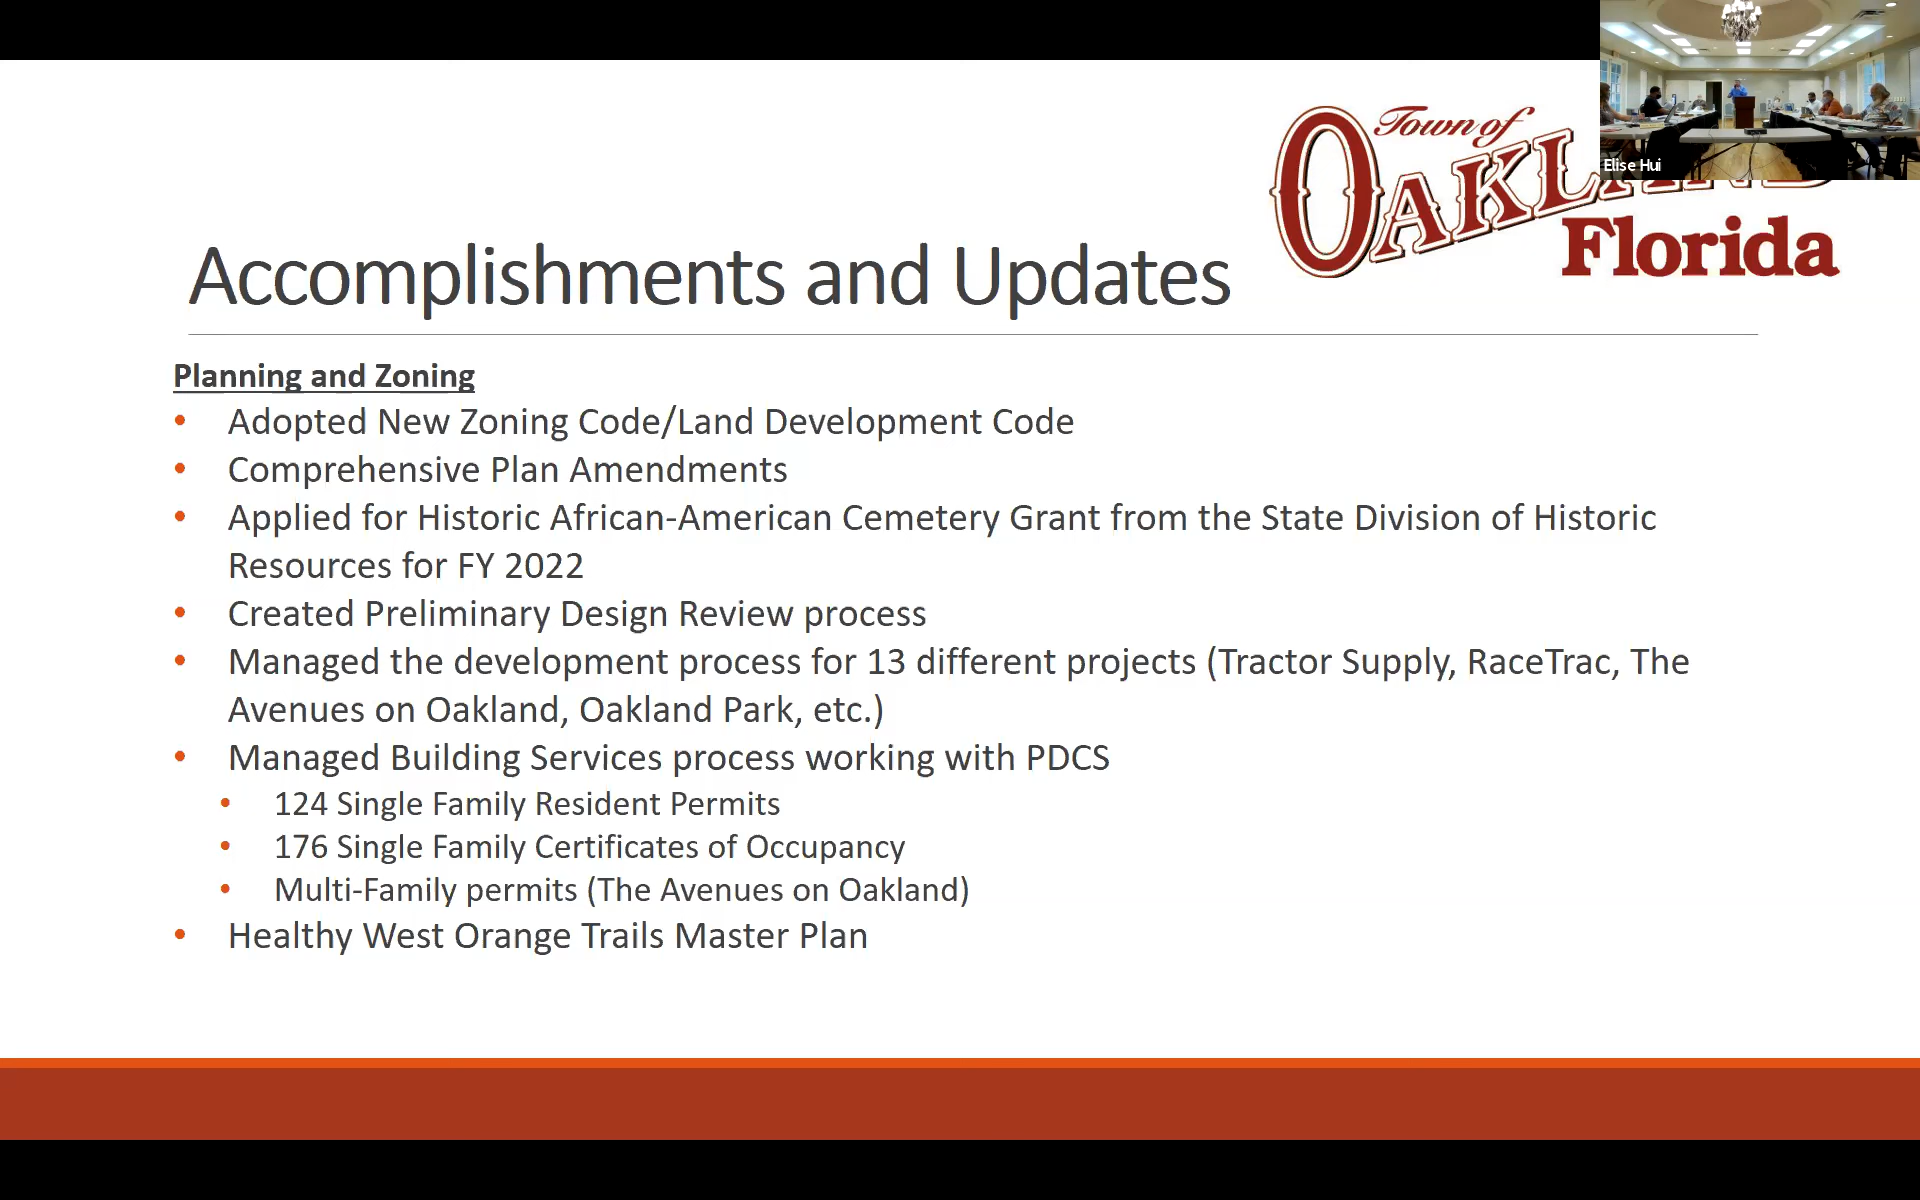 Town of
OAKLAND
Florida
Elise Hui
Accomplishments and Updates
Planning and Zoning
• Adopted New Zoning Code/Land Development Code
• Comprehensive Plan Amendments
• Applied for Historic African-American Cemetery Grant from the State Division of Historic
Resources for FY 2022
• Created Preliminary Design Review process
• Managed the development process for 13 different projects (Tractor Supply, RaceTrac, The
Avenues on Oakland, Oakland Park, etc.)
• Managed Building Services process working with PDCS
• 124 Single Family Resident Permits
• 176 Single Family Certificates of Occupancy
• Multi-Family permits (The Avenues on Oakland)
• Healthy West Orange Trails Master Plan